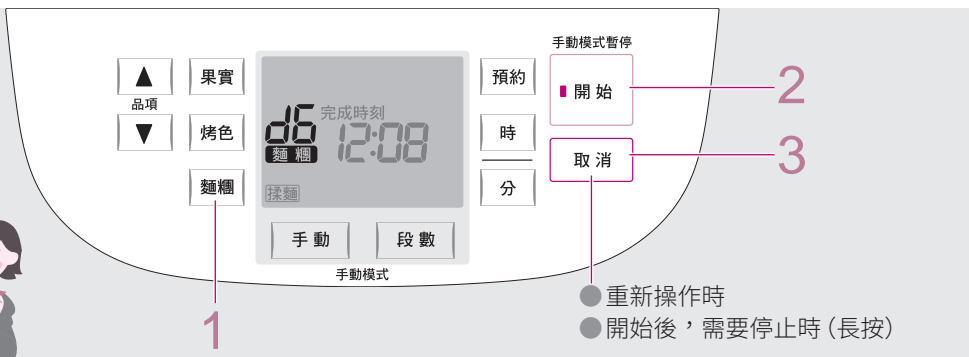 手動模式暫停
▲
果實
預約
開始
2
品項
完成時刻
d6
12:08
▼
烤色
麵糰
時
取消
3
麵糰
揉麵
分
手動
段數
手動模式
1
●重新操作時
●開始後，需要停止時（長按）